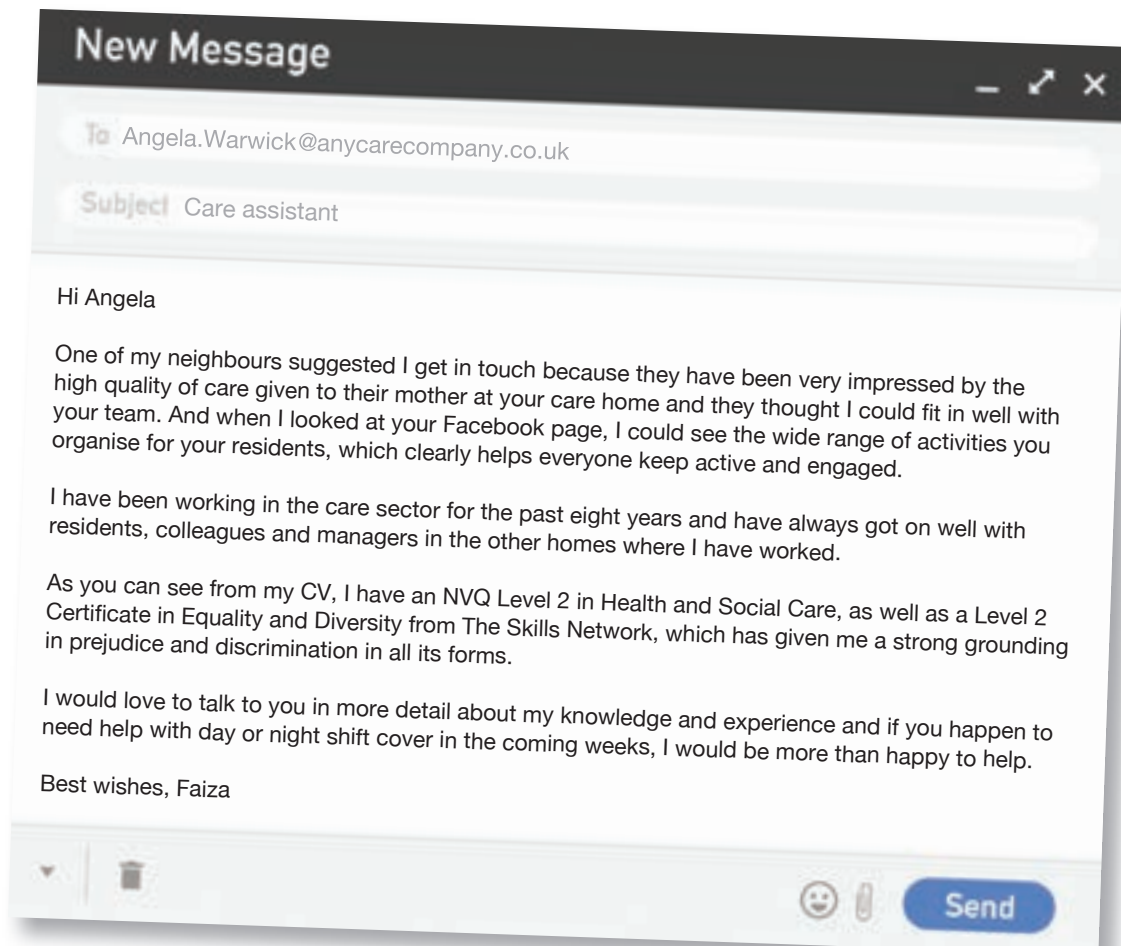 New Message
To Angela.Warwick@anycarecompany.co.uk
Subject Care assistant
Hi Angela
One of my neighbours suggested I get in touch because they have been very impressed by the
high quality of care given to their mother at your care home and they thought I could fit in well with
your team. And when I looked at your Facebook page, I could see the wide range of activities you
organise for your residents, which clearly helps everyone keep active and engaged.
I have been working in the care sector for the past eight years and have always got on well with
residents, colleagues and managers in the other homes where I have worked.
As you can see from my CV, I have an NVQ Level 2 in Health and Social Care, as well as a Level 2
Certificate in Equality and Diversity from The Skills Network, which has given me a strong grounding
in prejudice and discrimination in all its forms.
I would love to talk to you in more detail about my knowledge and experience and if you happen to
need help with day or night shift cover in the coming weeks, I would be more than happy to help.
Best wishes, Faiza
Send